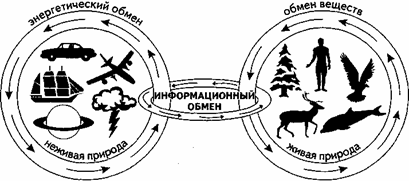 энергетический обмен
обмен веществ
ИНФОРМАЦИОННЫЙ
ОБМЕН
неживая природа
живая природа